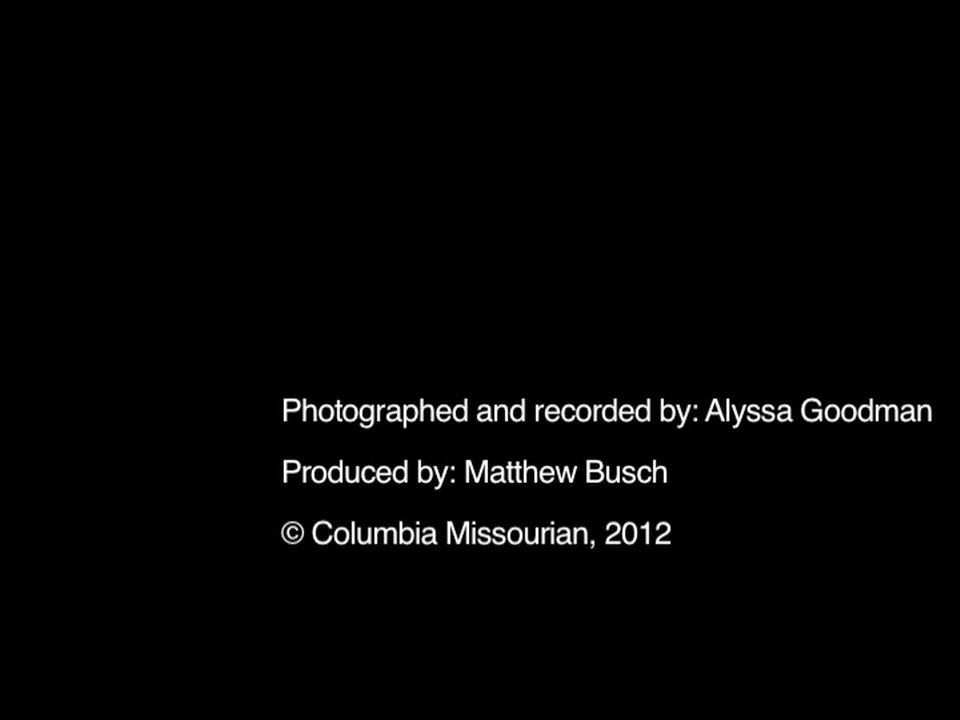 Photographed and recorded by: Alyssa Goodman
Produced by: Matthew Busch
© Columbia Missourian, 2012